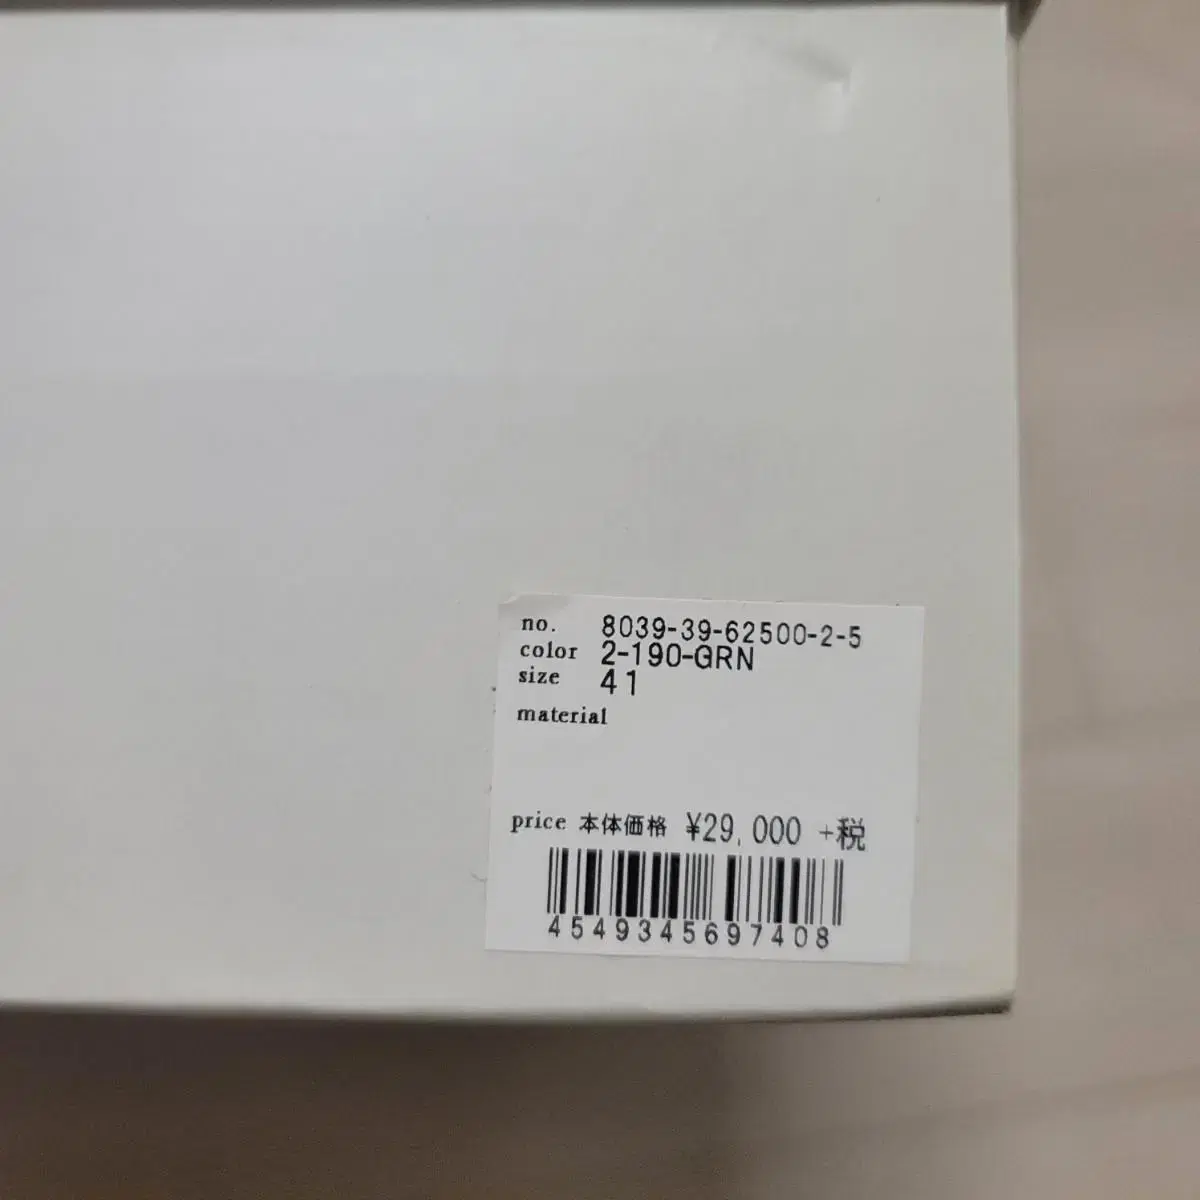 no. 8039-39-62500-2-5
color 2-190-GRN
size 41
material
price 本体価格 ¥29,000 +税
4549345697408